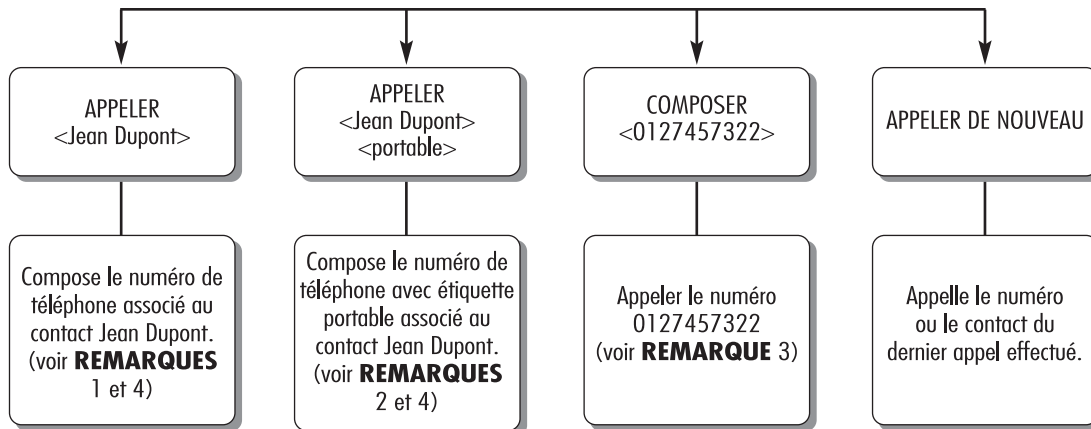 APPELER
<Jean Dupont>
APPELER
<Jean Dupont>
<portable>
COMPOSER
<0127457322>
APPELER DE NOUVEAU
Compose le numéro de
téléphone associé au
contact Jean Dupont.
(voir REMARQUES
1 et 4)
Compose le numéro de
téléphone avec étiquette
portable associé au
contact Jean Dupont.
(voir REMARQUES
2 et 4)
Appeler le numéro
0127457322
(voir REMARQUE 3)
Appelle le numéro
ou le contact du
dernier appel effectué.